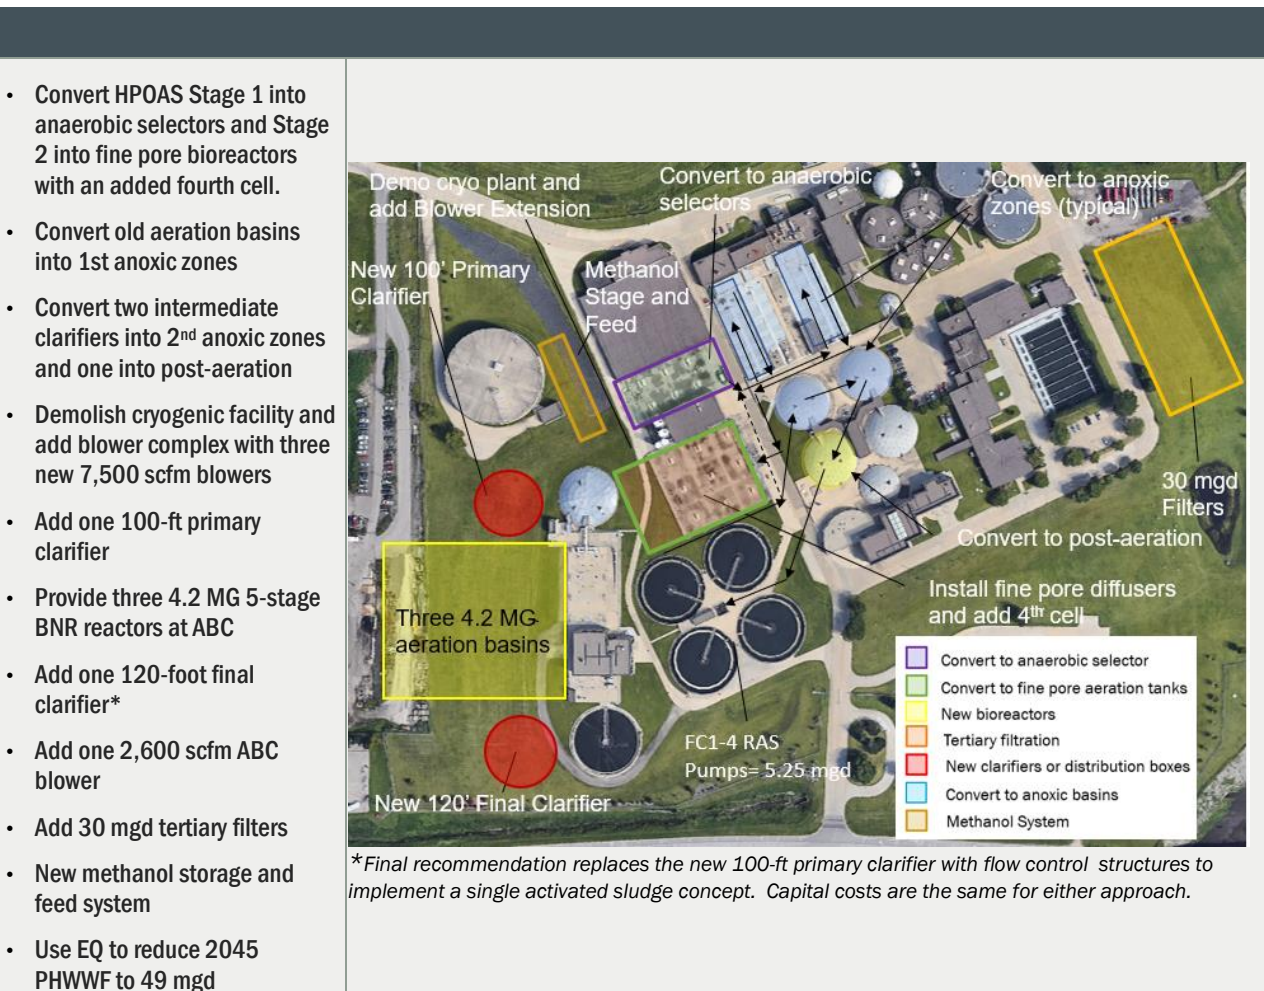 • Convert HPOAS Stage 1 into
anaerobic selectors and Stage
2 into fine pore bioreactors
with an added fourth cell.
• Convert old aeration basins
into 1st anoxic zones
• Convert two intermediate
clarifiers into 2nd anoxic zones
and one into post-aeration
• Demolish cryogenic facility and
add blower complex with three
new 7,500 scfm blowers
• Add one 100-ft primary
clarifier
• Provide three 4.2 MG 5-stage
BNR reactors at ABC
• Add one 120-foot final
clarifier*
• Add one 2,600 scfm ABC
blower
• Add 30 mgd tertiary filters
• New methanol storage and
feed system
• Use EQ to reduce 2045
PHWWF to 49 mgd
Demo cryo plant and
add Blower Extension
Convert to anaerobic
selectors
Convert to anoxic
zones (typical)
New 100' Primary
Clarifier
Methanol
Stage and
Feed
30 mgd
Filters
Convert to post-aeration
Install fine pore diffusers
and add 4th cell
Three 4.2 MG
aeration basins
FC1-4 RAS
Pumps= 5.25 mgd
New 120' Final Clarifier
Convert to anaerobic selector
Convert to fine pore aeration tanks
New bioreactors
Tertiary filtration
New clarifiers or distribution boxes
Convert to anoxic basins
Methanol System
*Final recommendation replaces the new 100-ft primary clarifier with flow control structures to
implement a single activated sludge concept. Capital costs are the same for either approach.